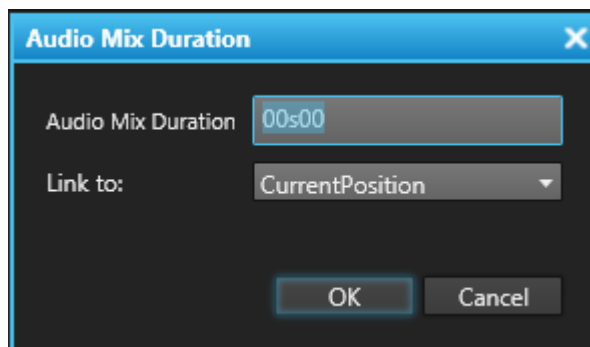 Audio Mix Duration
Audio Mix Duration 00s00
Link to: CurrentPosition
OK Cancel